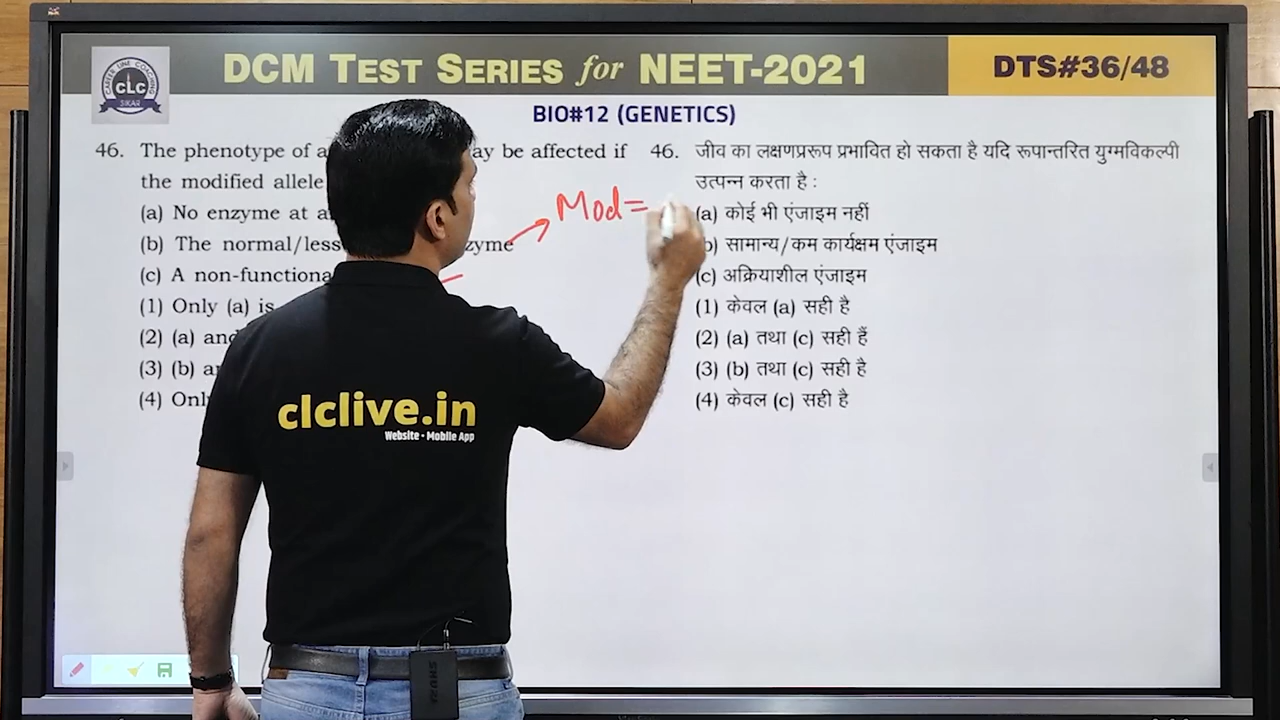 DCM TEST SERIES for NEET-2021
DTS#36/48
CAREER LINE COACHING
CLC
SIKAR
BIO#12 (GENETICS)
46. The phenotype of a ay be affected if
the modified allele
(a) No enzyme at a
(b) The normal/less zyme
(c) A non-functiona
(1) Only (a) is
(2) (a) and
(3) (b) a
(4) Onl
Mod=
46. जीव का लक्षणप्ररूप प्रभावित हो सकता है यदि रूपान्तरित युग्मविकल्पी
उत्पन्न करता है :
(a) कोई भी एंजाइम नहीं
b) सामान्य/कम कार्यक्षम एंजाइम
(c) अक्रियाशील एंजाइम
(1) केवल (a) सही है
(2) (a) तथा (c) सही हैं
(3) (b) तथा (c) सही है
(4) केवल (c) सही है
clclive.in
Website - Mobile App